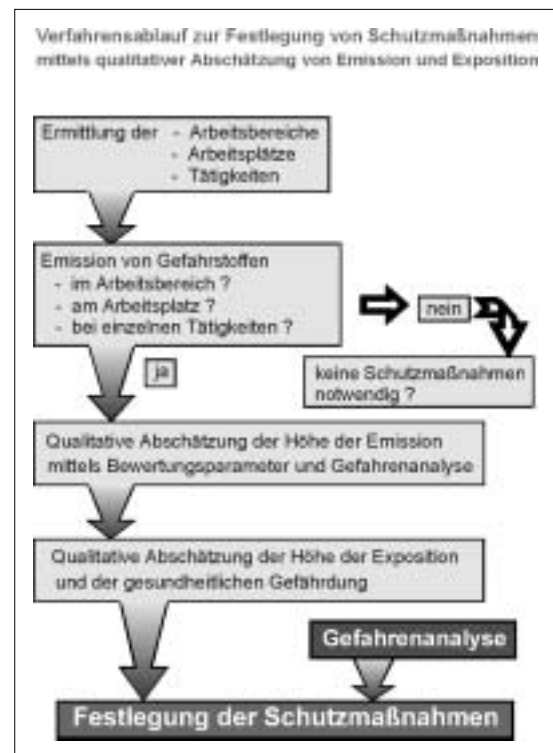 Verfahrensablauf zur Festlegung von Schutzmaßnahmen
mittels qualitativer Abschätzung von Emission und Exposition
Ermittlung der - Arbeitsbereiche
- Arbeitsplätze
- Tätigkeiten
Emission von Gefahrstoffen
- im Arbeitsbereich ?
- am Arbeitsplatz ?
- bei einzelnen Tätigkeiten ?
nein
ja
keine Schutzmaßnahmen
notwendig ?
Qualitative Abschätzung der Höhe der Emission
mittels Bewertungsparameter und Gefahrenanalyse
Qualitative Abschätzung der Höhe der Exposition
und der gesundheitlichen Gefährdung
Gefahrenanalyse
Festlegung der Schutzmaßnahmen